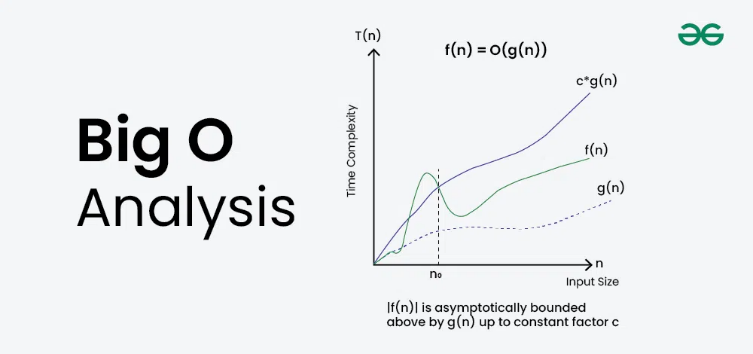 Big O
Analysis
T(n)
f(n) = O(g(n))
c*g(n)
f(n)
g(n)
Time Complexity
n₀
n
Input Size
|f(n)| is asymptotically bounded
above by g(n) up to constant factor c